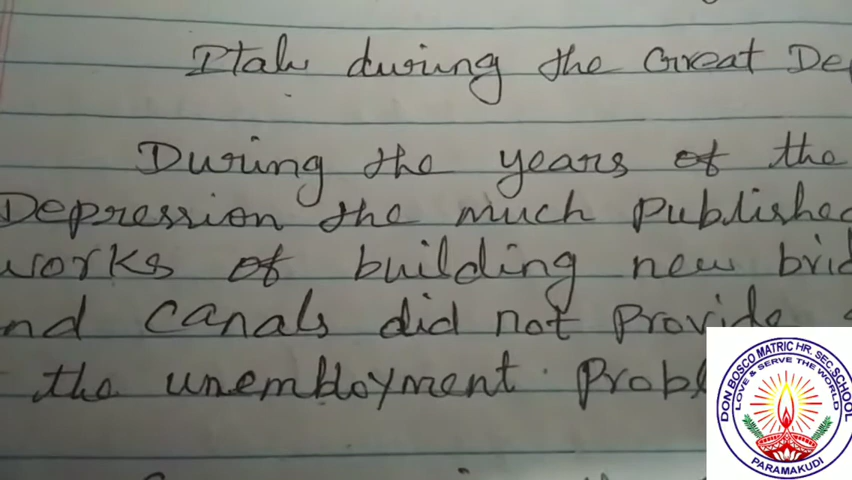 Italy during the Great De
During the years of the
Depression the much published
works of building new brid
nd canals did not provide
the unemployment probl
DON BOSCO MATRIC HR. SEC SCHOOL
LOVE & SERVE THE WORLD
PARAMAKUDI